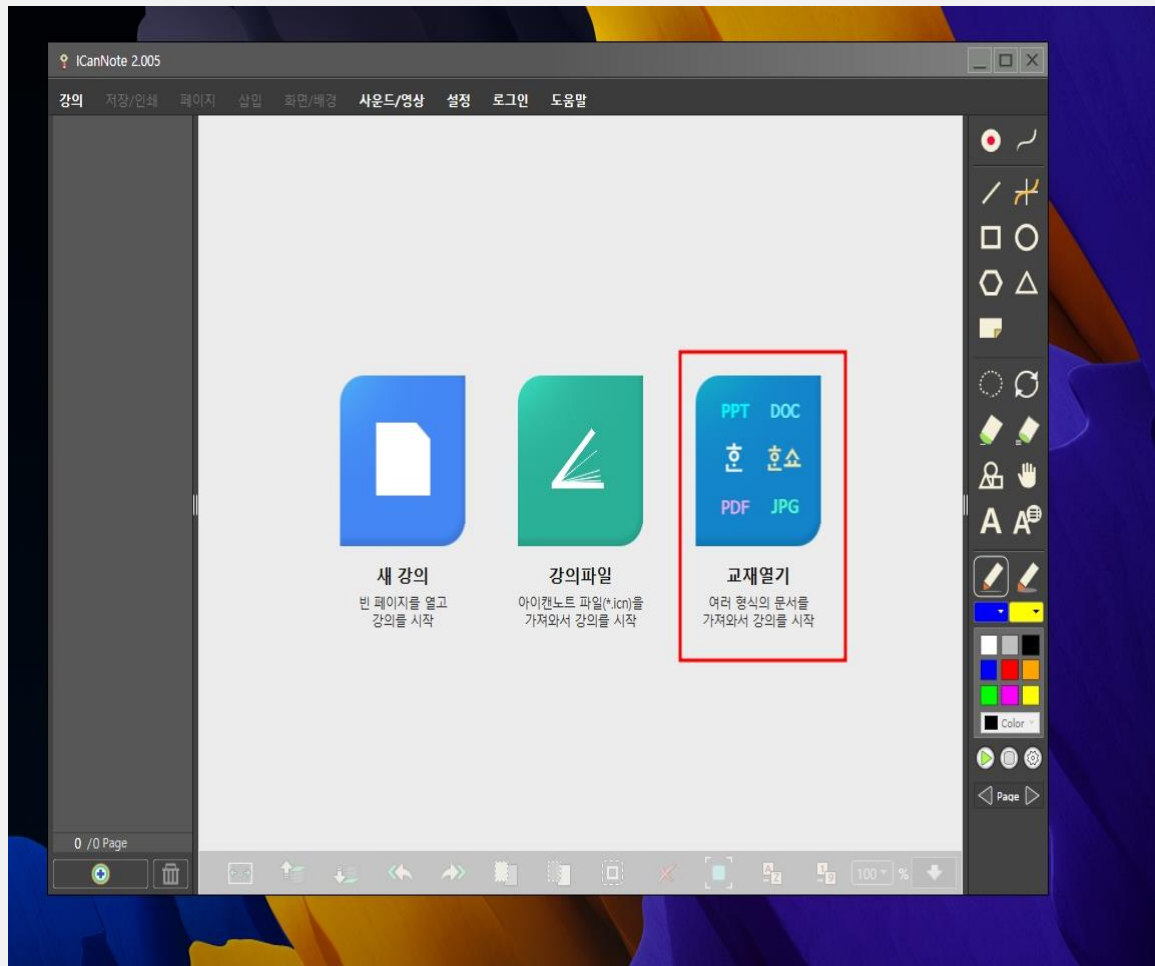 ICanNote 2.005
강의 저장/인쇄 페이지 삽입 화면/배경 사운드/영상 설정 로그인 도움말
PPT DOC
한 한쇼
PDF JPG
새 강의
빈 페이지를 열고
강의를 시작
강의파일
아이캔노트 파일(*.icn)을
가져와서 강의를 시작
교재열기
여러 형식의 문서를
가져와서 강의를 시작
A A
Color
Page
0 /0 Page
A Z
1 9
100 %